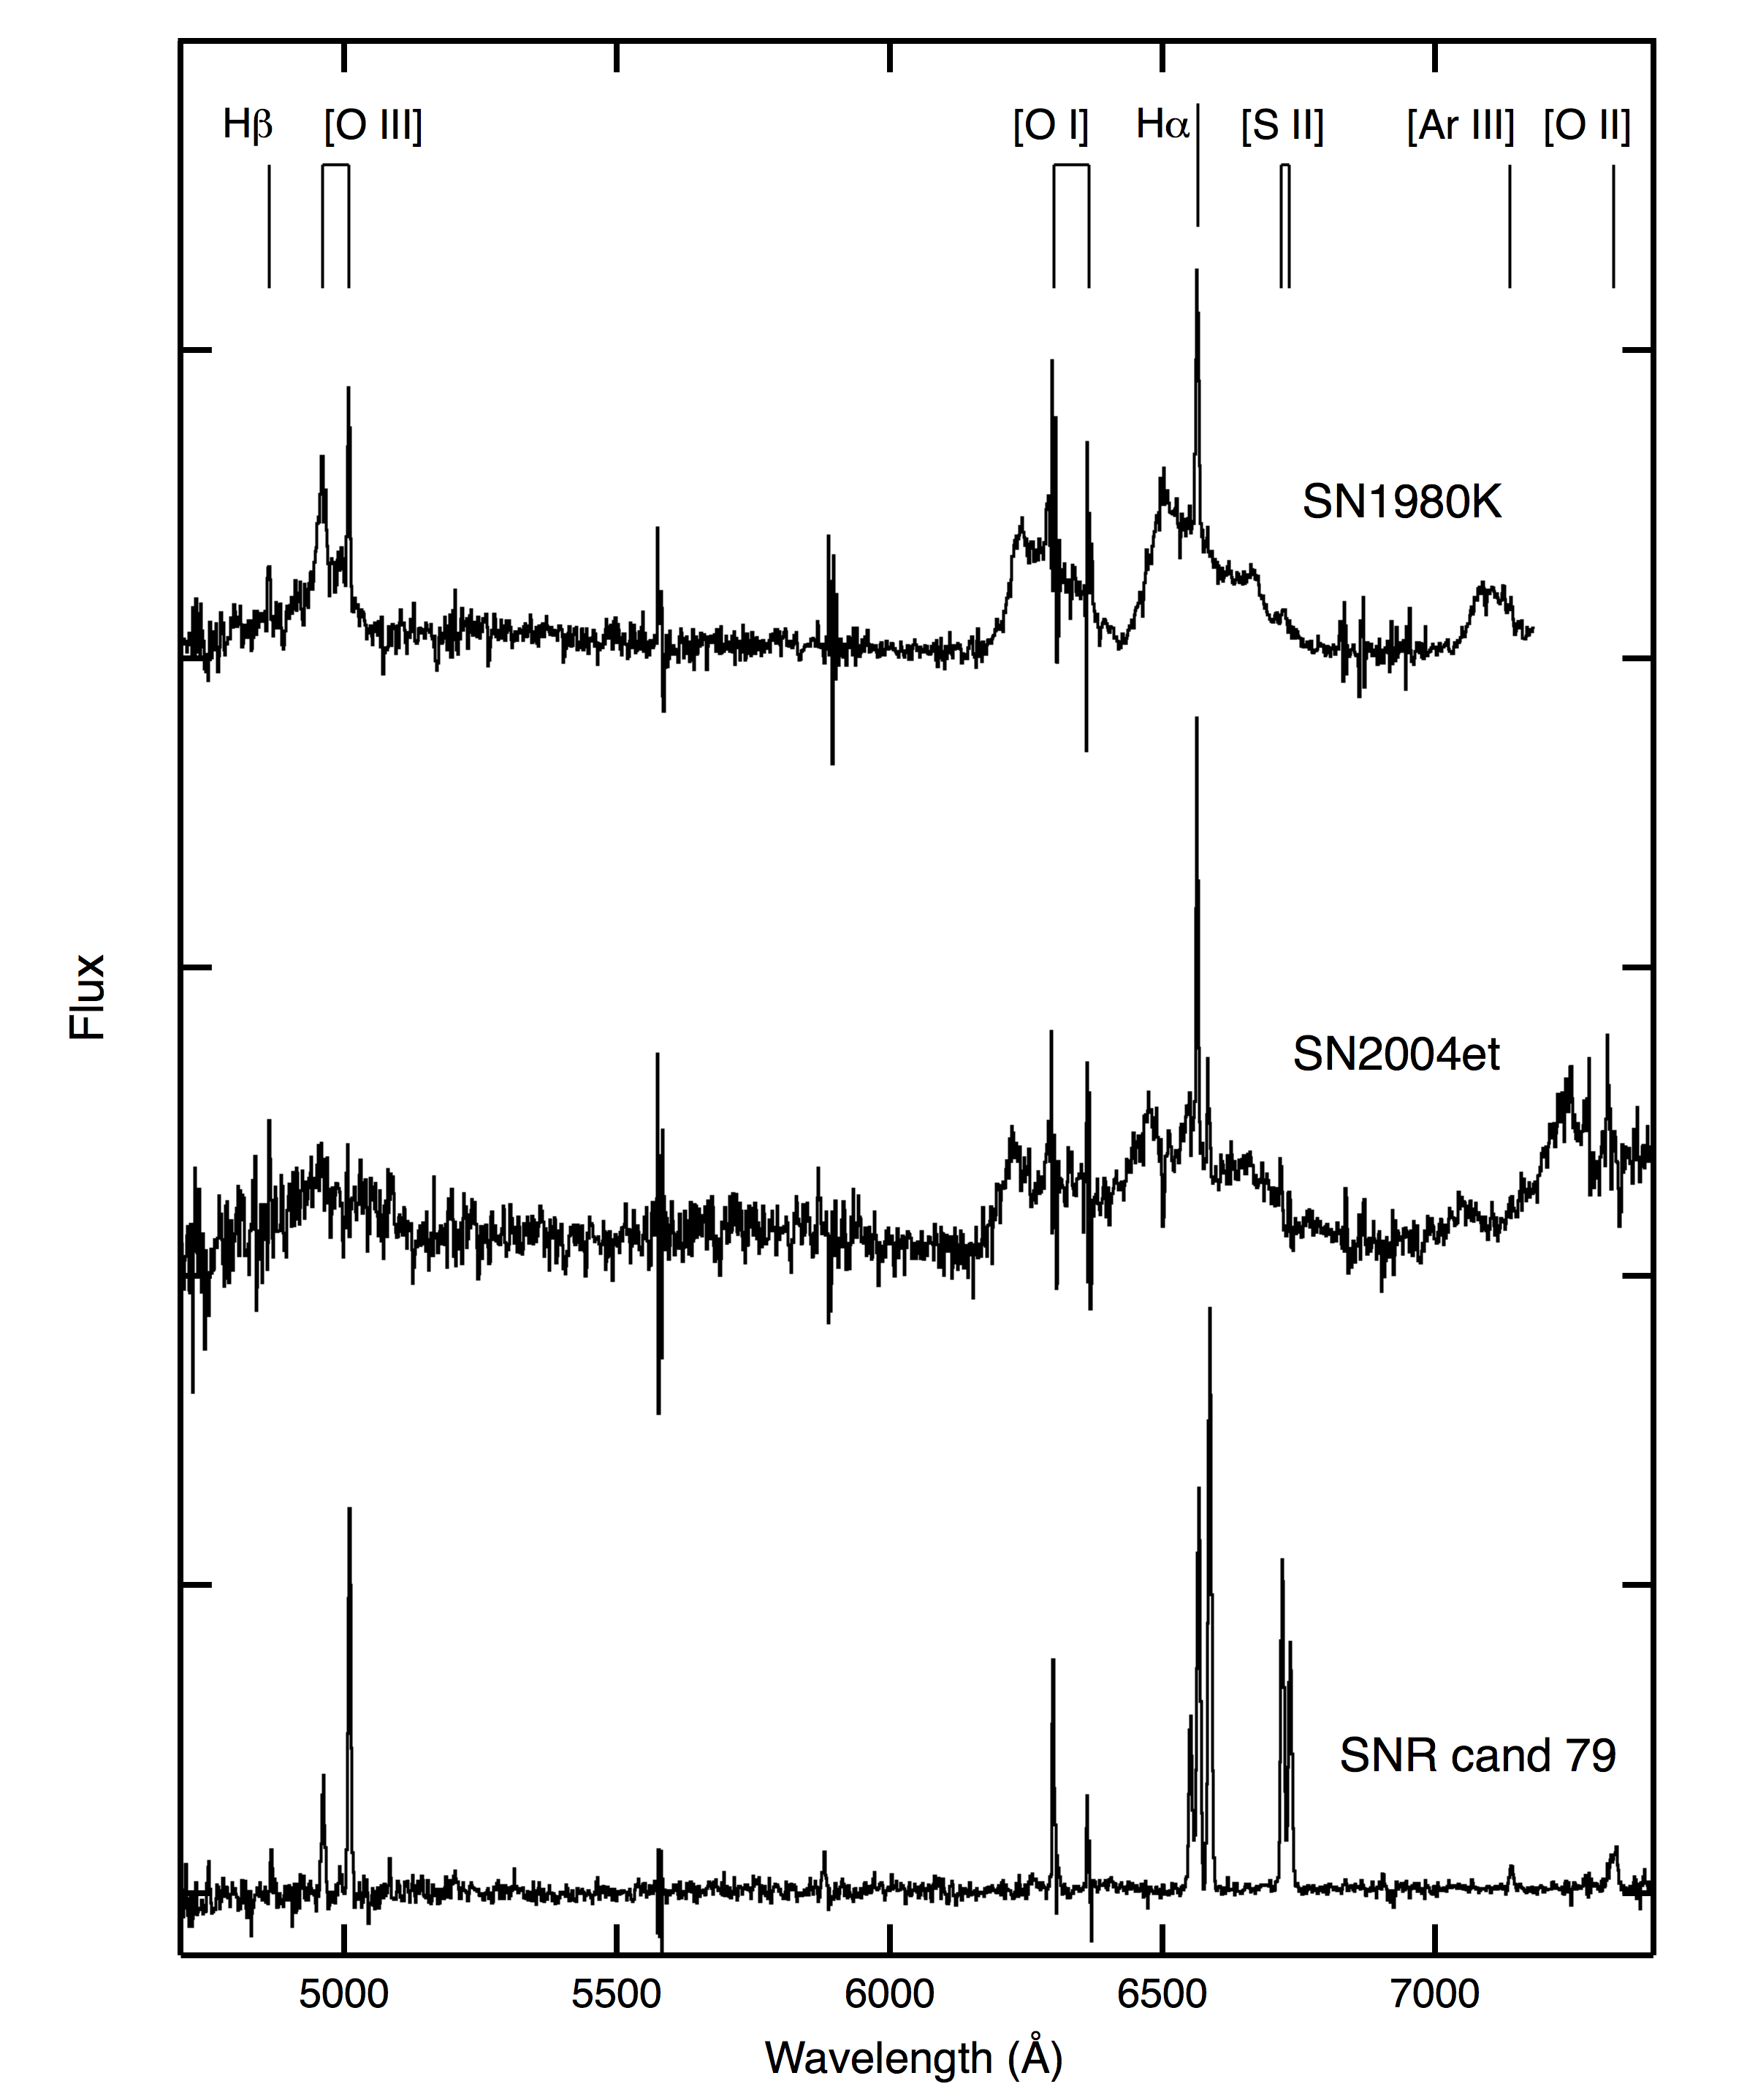 Hβ [O III] [O I] Hα [S II] [Ar III] [O II]
SN1980K
SN2004et
SNR cand 79
Flux
5000 5500 6000 6500 7000
Wavelength (Å)